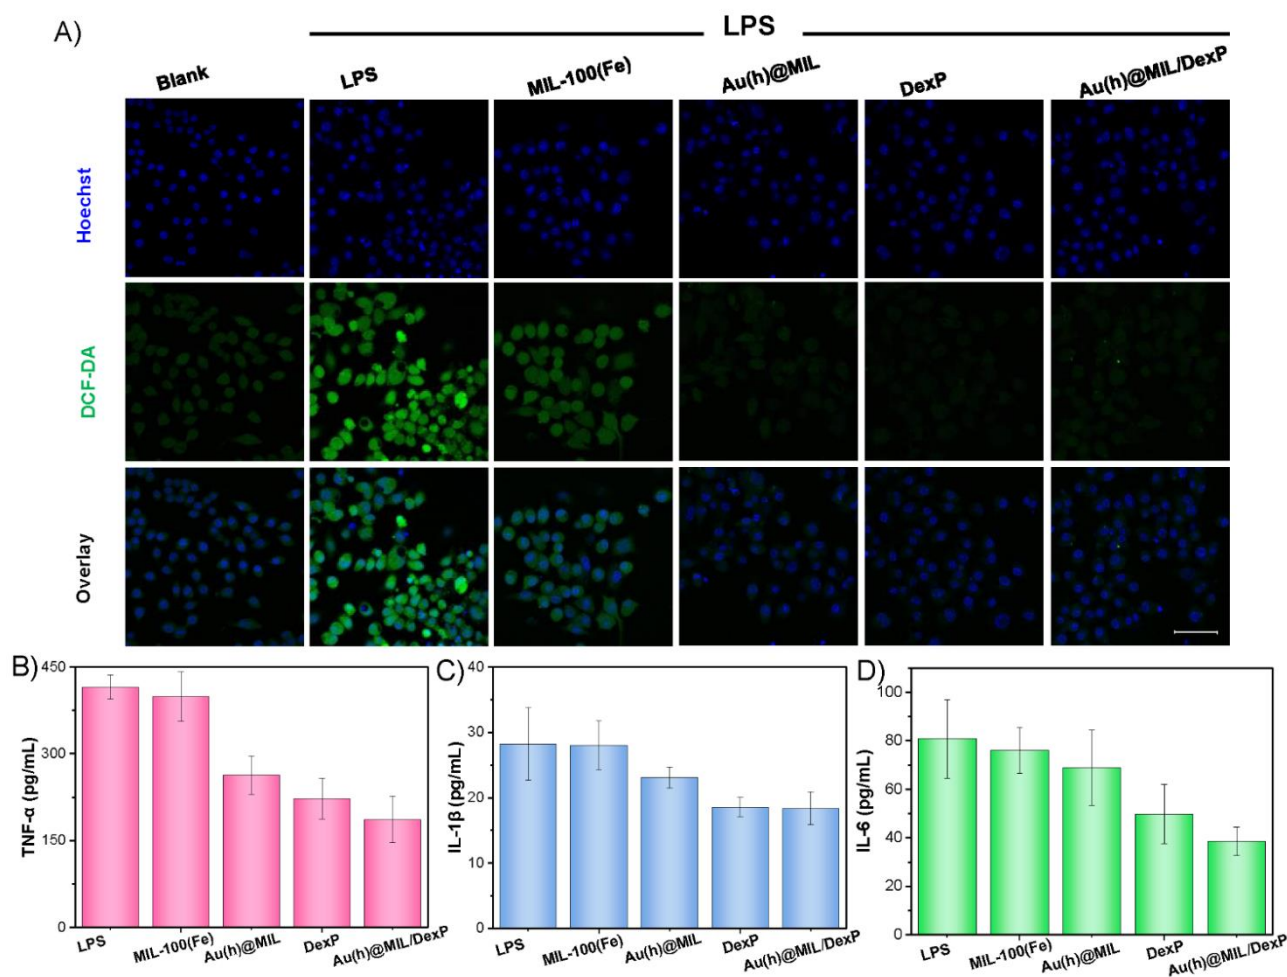 A)
LPS
Blank
LPS
MIL-100(Fe)
Au(h)@MIL
DexP
Au(h)@MIL/DexP
Hoechst
DCF-DA
Overlay
B)
TNF-α (pg/mL)
450
300
150
0
LPS
MIL-100(Fe)
Au(h)@MIL
DexP
Au(h)@MIL/DexP
C)
IL-1β (pg/mL)
40
30
20
10
0
LPS
MIL-100(Fe)
Au(h)@MIL
DexP
Au(h)@MIL/DexP
D)
IL-6 (pg/mL)
100
80
60
40
20
0
LPS
MIL-100(Fe)
Au(h)@MIL
DexP
Au(h)@MIL/DexP